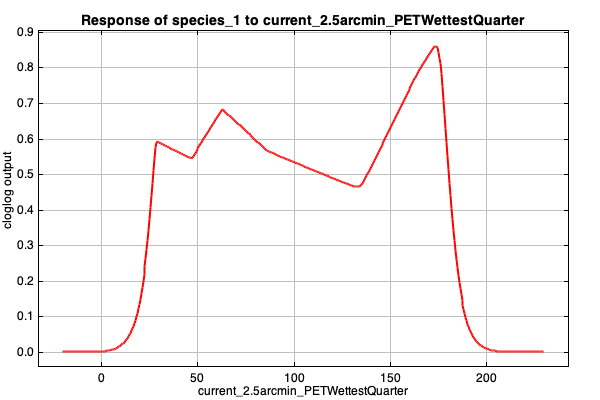 Response of species_1 to current_2.5arcmin_PETWettestQuarter
0.9
0.8
0.7
0.6
0.5
0.4
0.3
0.2
0.1
0.0
cloglog output
0 50 100 150 200
current_2.5arcmin_PETWettestQuarter